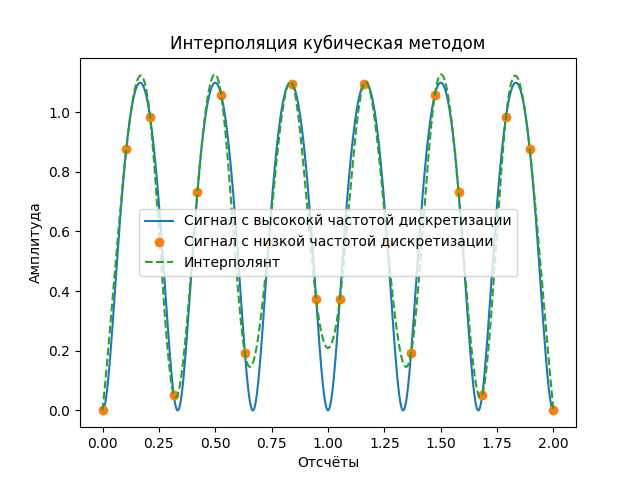 Интерполяция кубическая методом
Амплитуда
1.0
0.8
0.6
0.4
0.2
0.0
Сигнал с высококй частотой дискретизации
Сигнал с низкой частотой дискретизации
Интерполянт
0.00 0.25 0.50 0.75 1.00 1.25 1.50 1.75 2.00
Отсчёты